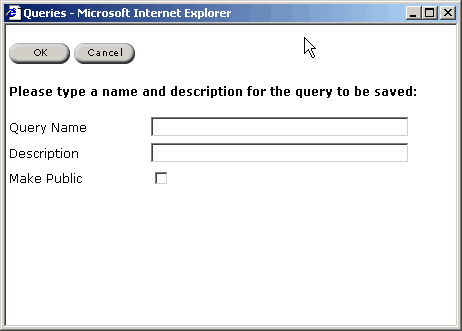 Queries - Microsoft Internet Explorer
OK Cancel
Please type a name and description for the query to be saved:
Query Name
Description
Make Public